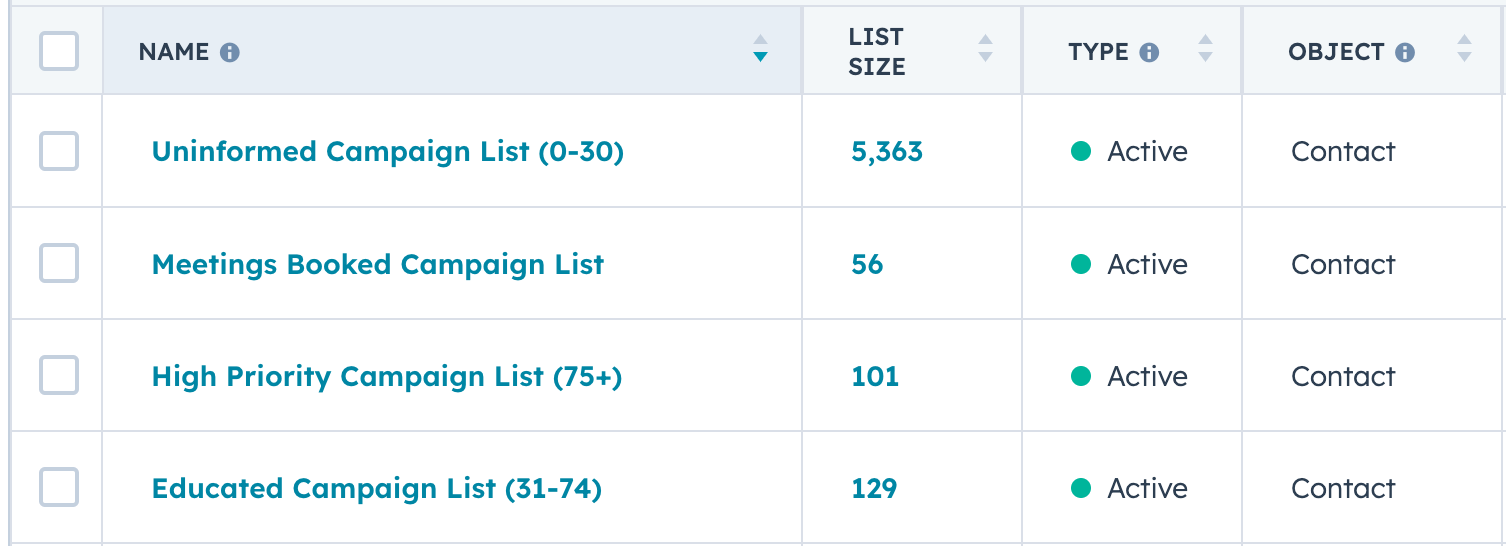 NAME
LIST
SIZE
TYPE
OBJECT
Uninformed Campaign List (0-30) 5,363 Active Contact
Meetings Booked Campaign List 56 Active Contact
High Priority Campaign List (75+) 101 Active Contact
Educated Campaign List (31-74) 129 Active Contact